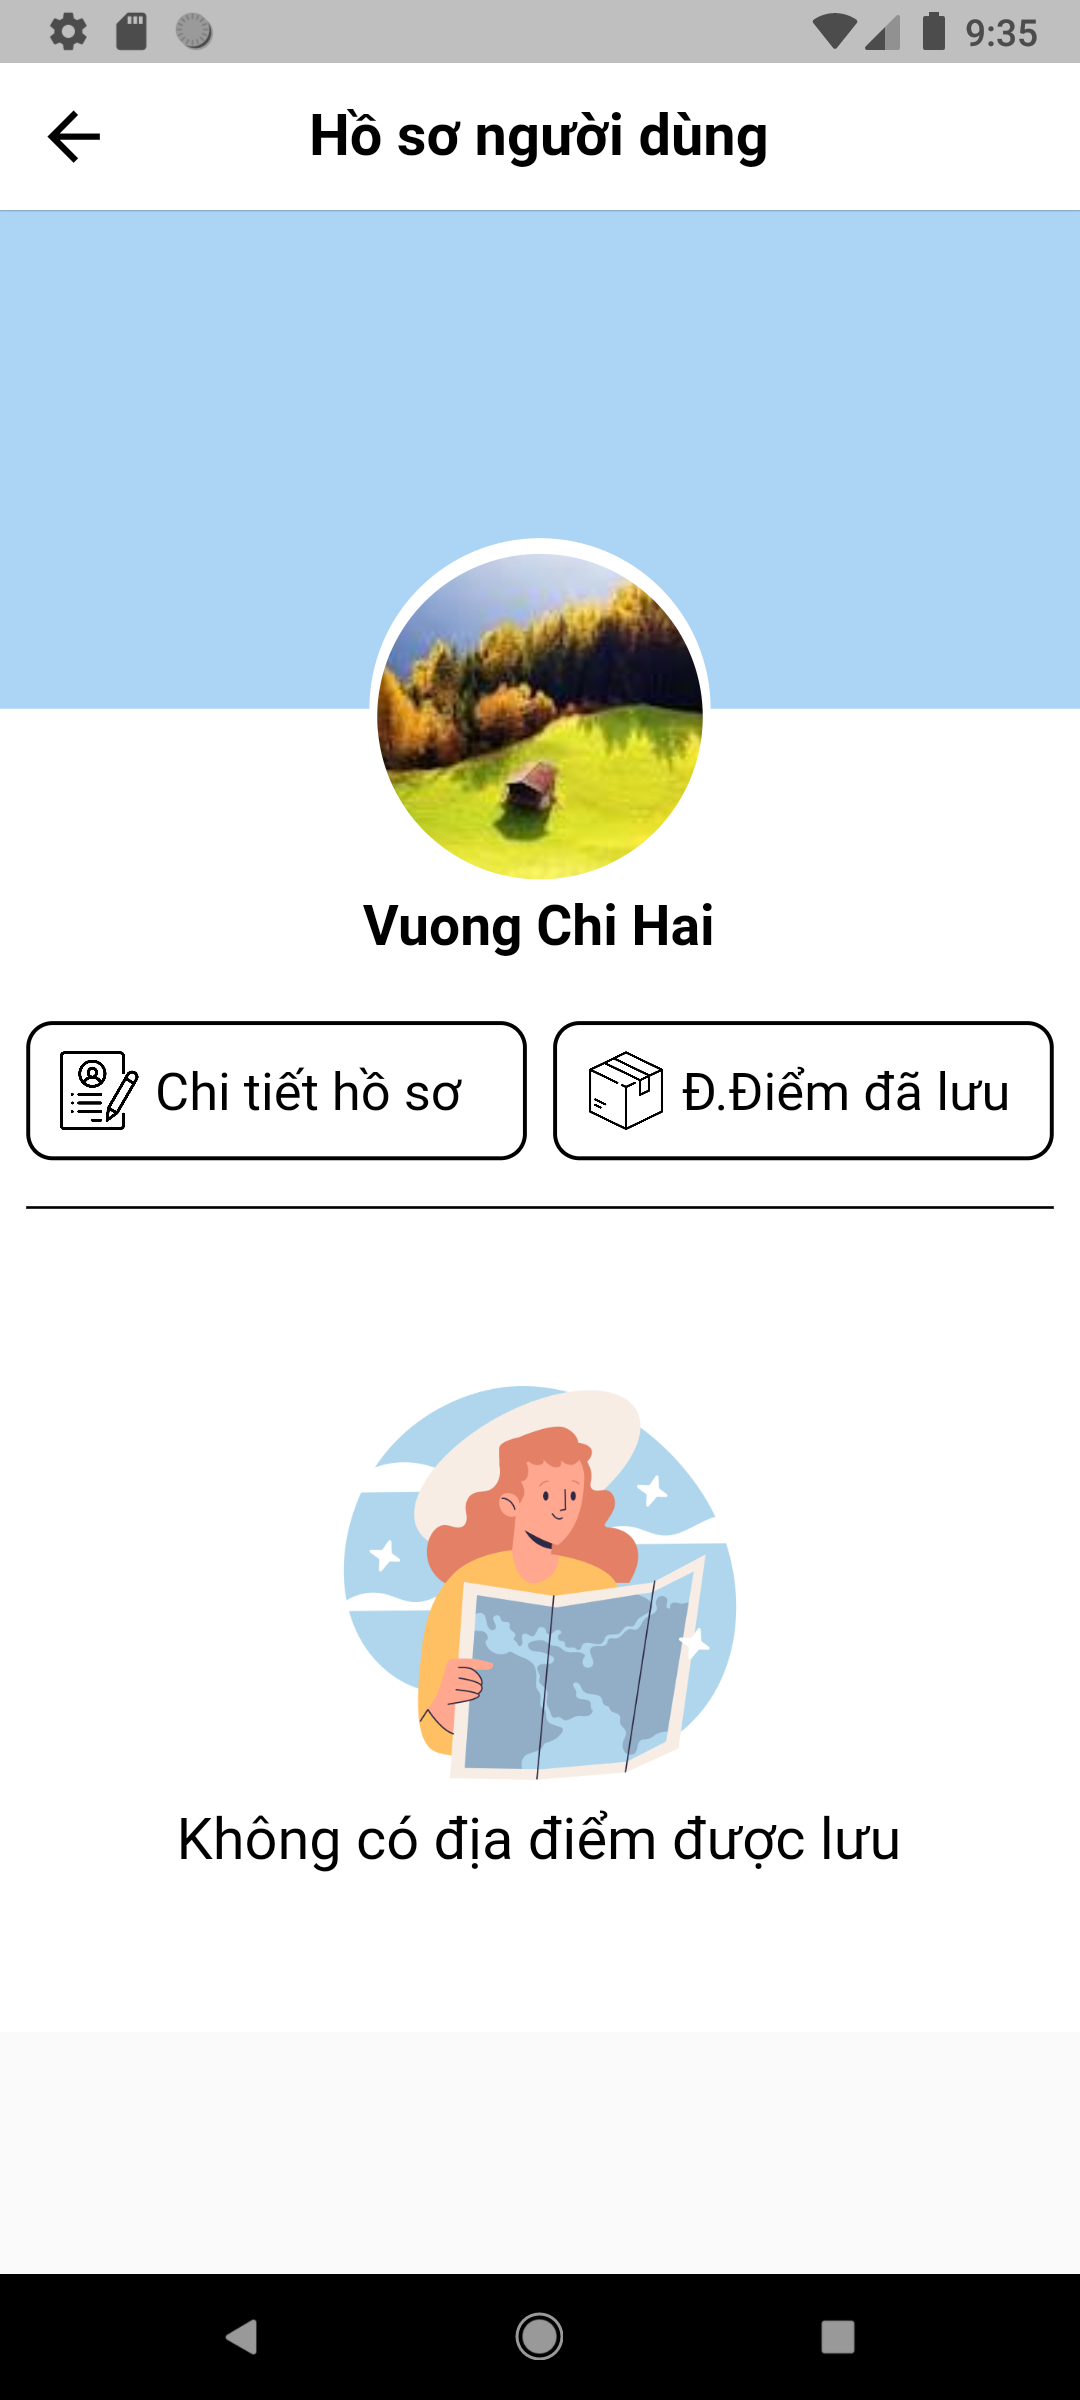 9:35
Hồ sơ người dùng
Vuong Chi Hai
Chi tiết hồ sơ
Đ.Điểm đã lưu
Không có địa điểm được lưu